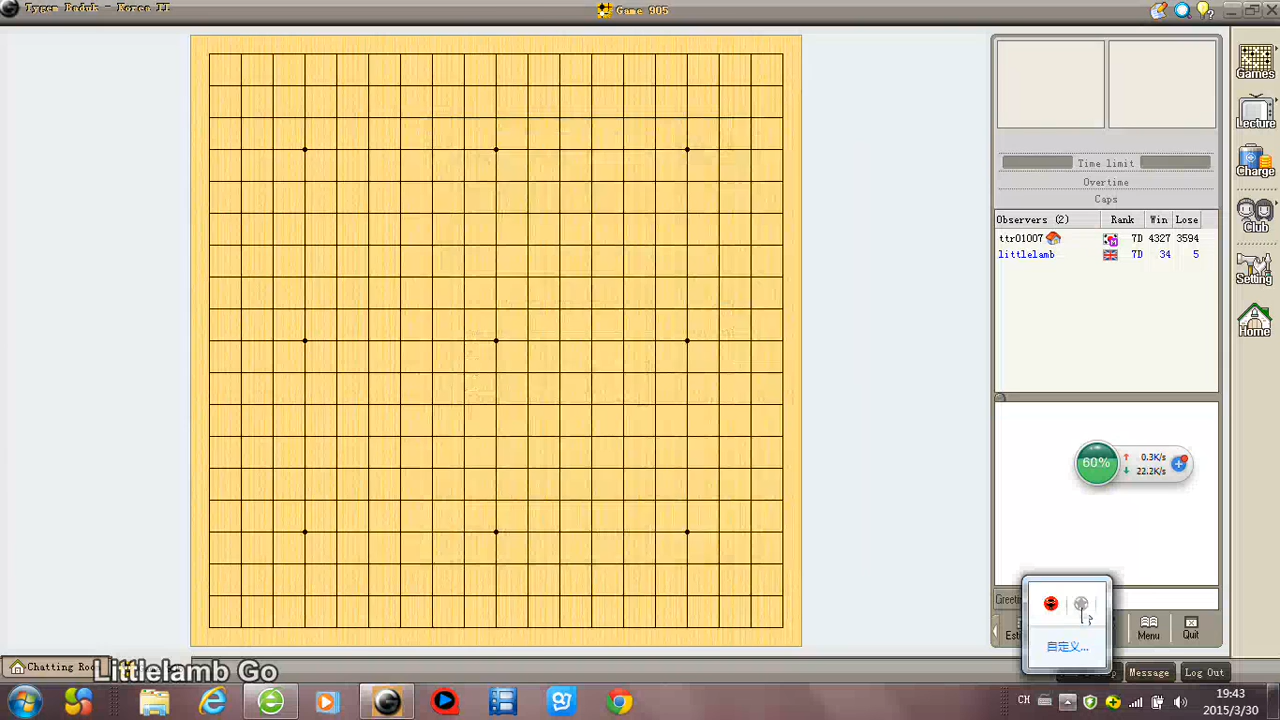 Tygem Baduk - Korea II
Game 905
Games
Lecture
Charge
Club
Setting
Home
Time limit
Overtime
Caps
Observers (2) Rank Win Lose
ttr01007 7D 4327 3594
littlelamb 7D 34 5
60% 0.3K/s
22.2K/s
Menu Quit
自定义...
Message Log Out
Littlelamb Go
CH
19:43
2015/3/30